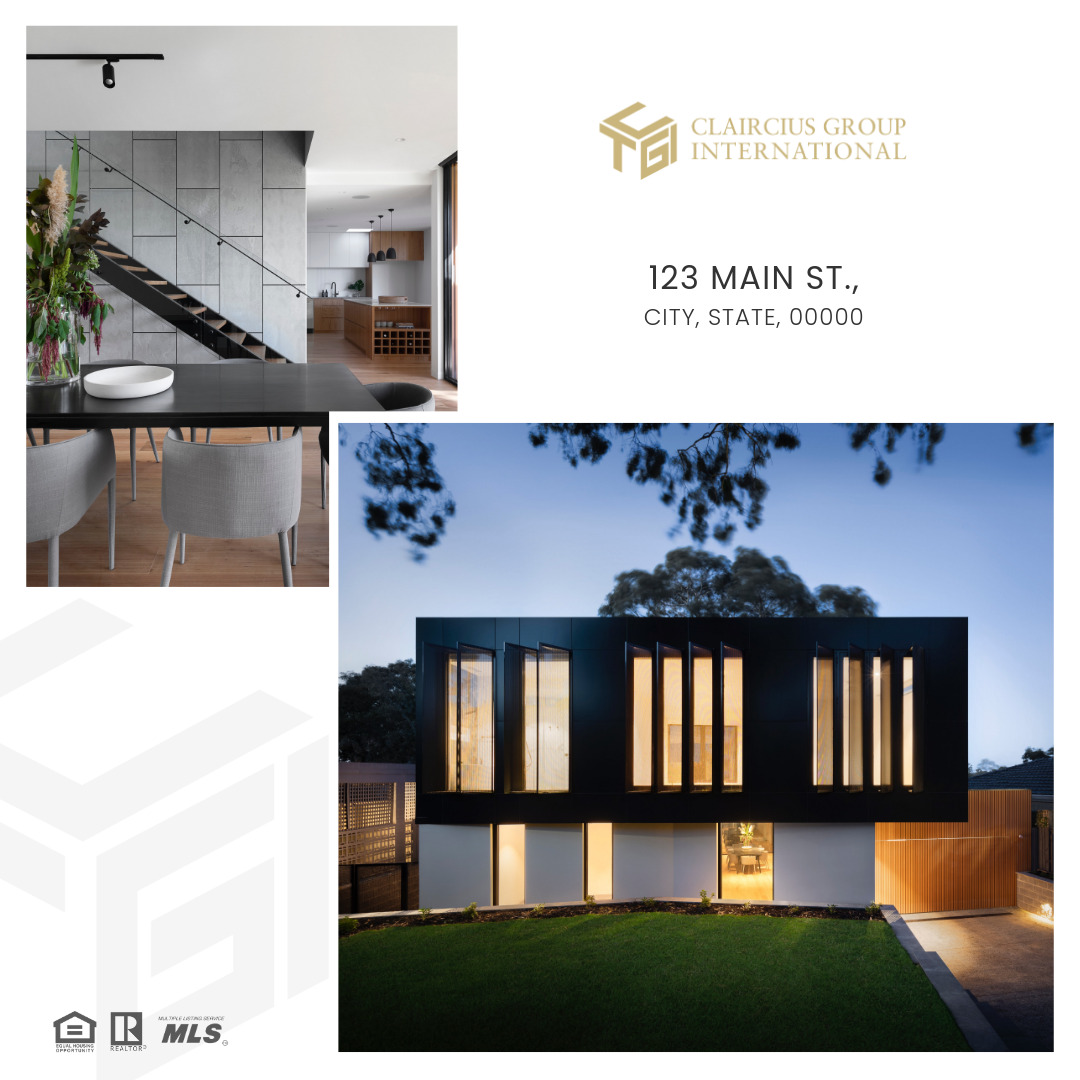 CLAIRCIUS GROUP
INTERNATIONAL
123 MAIN ST.,
CITY, STATE, 00000
EQUAL HOUSING
OPPORTUNITY
REALTOR®
MULTIPLE LISTING SERVICE
MLS